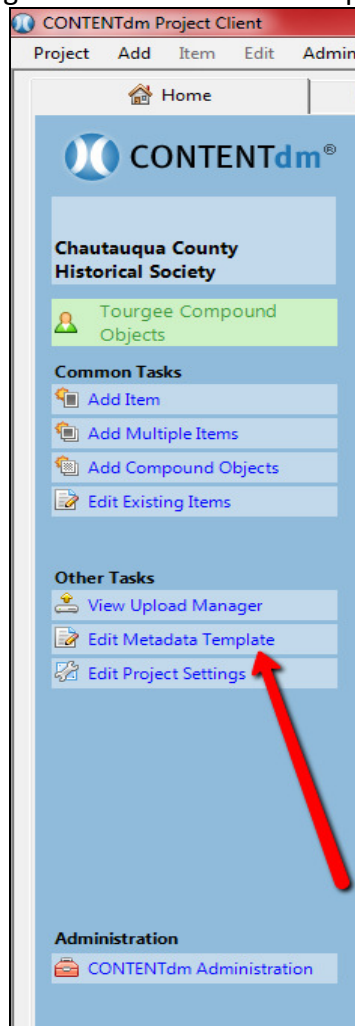 CONTENTdm Project Client
Project Add Item Edit Admin
Home
CONTENTdm®
Chautauqua County
Historical Society
Tourgee Compound
Objects
Common Tasks
Add Item
Add Multiple Items
Add Compound Objects
Edit Existing Items
Other Tasks
View Upload Manager
Edit Metadata Template
Edit Project Settings
Administration
CONTENTdm Administration